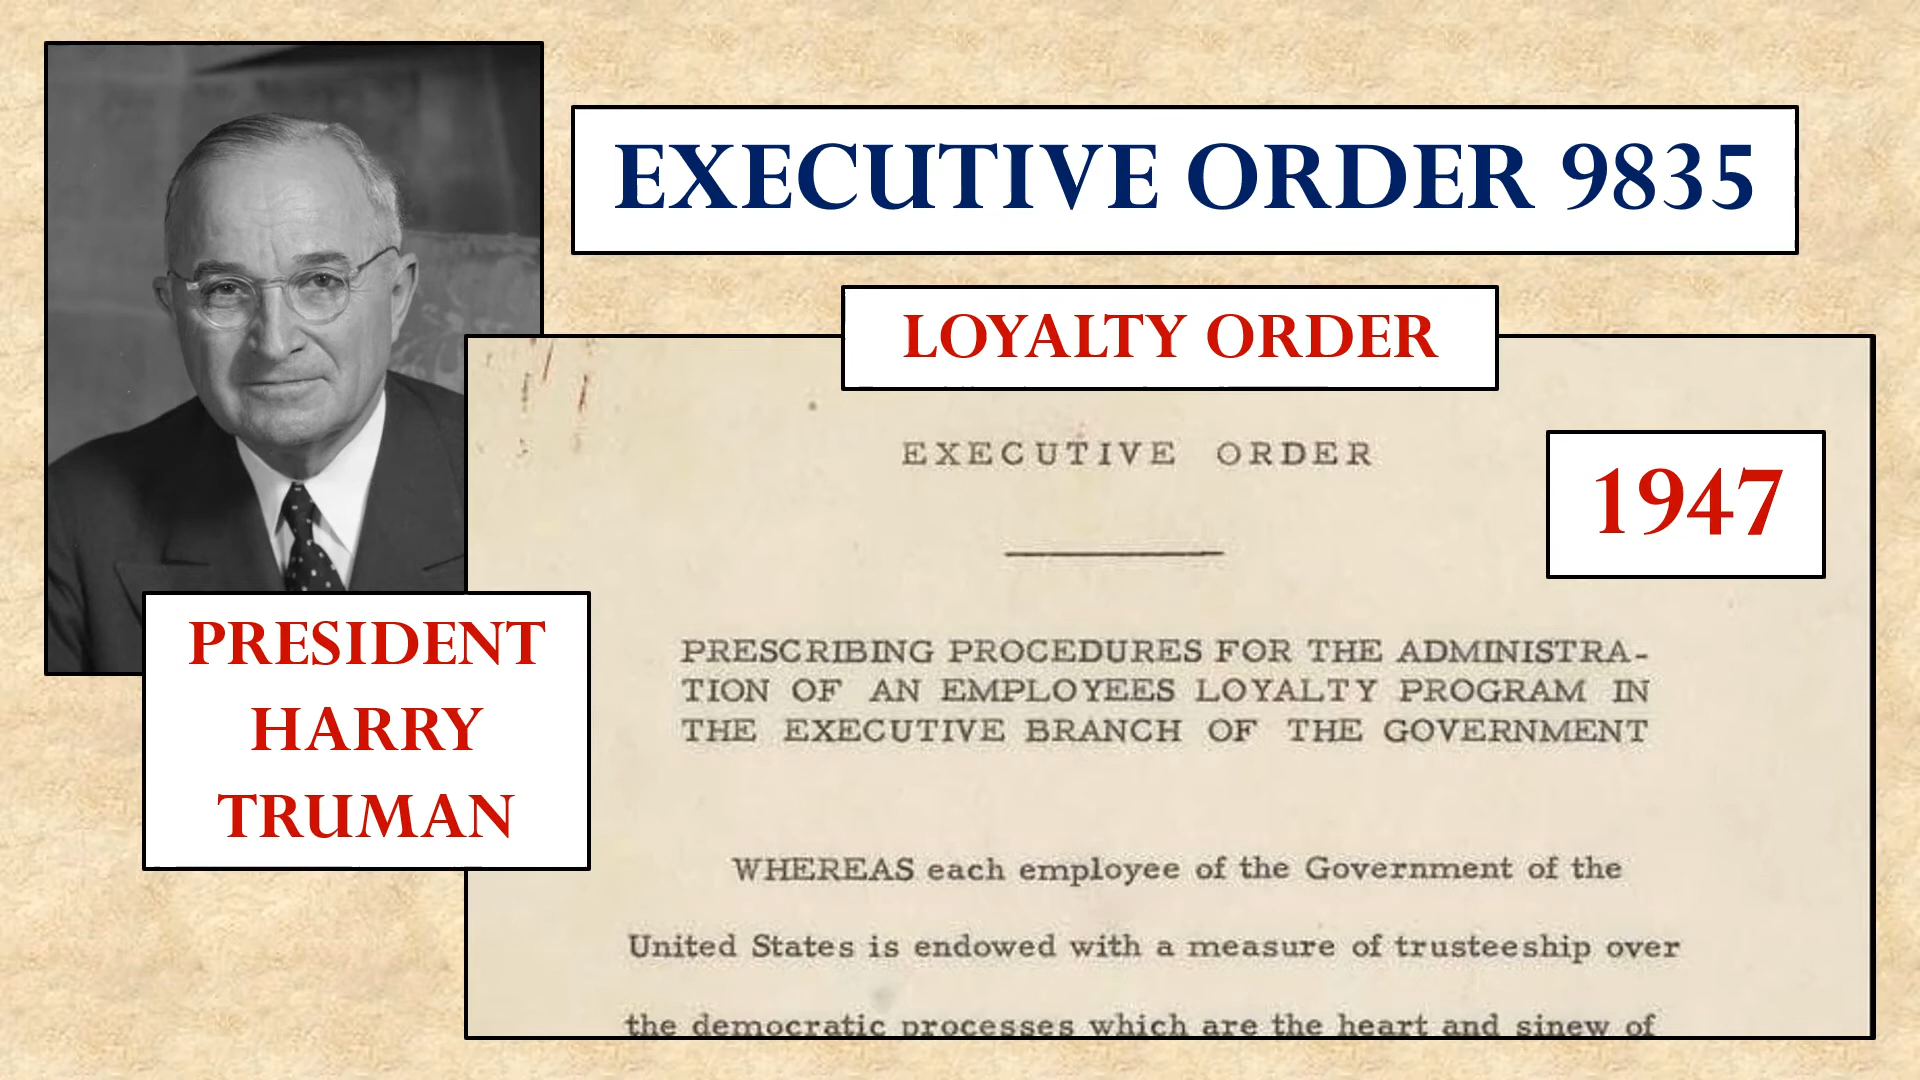 EXECUTIVE ORDER 9835
LOYALTY ORDER
1947
PRESIDENT
HARRY
TRUMAN
EXECUTIVE ORDER
PRESCRIBING PROCEDURES FOR THE ADMINISTRA-
TION OF AN EMPLOYEES LOYALTY PROGRAM IN
THE EXECUTIVE BRANCH OF THE GOVERNMENT
WHEREAS each employee of the Government of the
United States is endowed with a measure of trusteeship over
the democratic processes which are the heart and sinew of